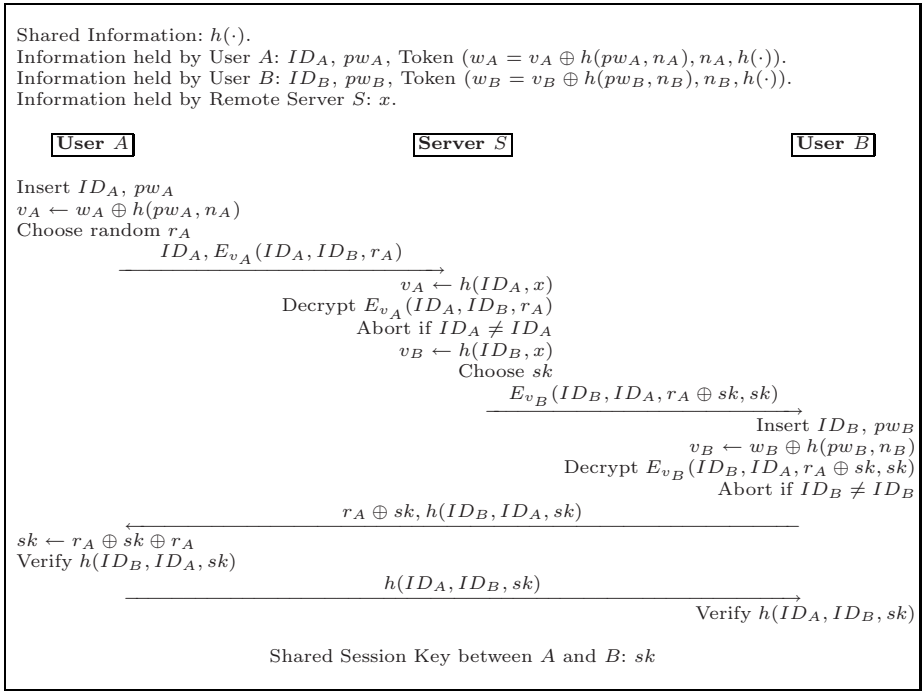 Shared Information: h(·).
Information held by User A: ID_A, pw_A, Token (w_A = v_A ⊕ h(pw_A, n_A), n_A, h(·)).
Information held by User B: ID_B, pw_B, Token (w_B = v_B ⊕ h(pw_B, n_B), n_B, h(·)).
Information held by Remote Server S: x.
User A Server S User B
Insert ID_A, pw_A
v_A ← w_A ⊕ h(pw_A, n_A)
Choose random r_A
ID_A, E_{v_A}(ID_A, ID_B, r_A)
v_A ← h(ID_A, x)
Decrypt E_{v_A}(ID_A, ID_B, r_A)
Abort if ID_A ≠ ID_A
v_B ← h(ID_B, x)
Choose sk
E_{v_B}(ID_B, ID_A, r_A ⊕ sk, sk)
Insert ID_B, pw_B
v_B ← w_B ⊕ h(pw_B, n_B)
Decrypt E_{v_B}(ID_B, ID_A, r_A ⊕ sk, sk)
Abort if ID_B ≠ ID_B
r_A ⊕ sk, h(ID_B, ID_A, sk)
sk ← r_A ⊕ sk ⊕ r_A
Verify h(ID_B, ID_A, sk)
h(ID_A, ID_B, sk)
Verify h(ID_A, ID_B, sk)
Shared Session Key between A and B: sk